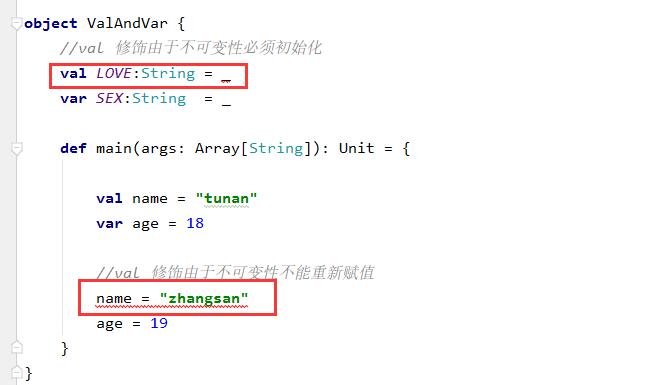 object ValAndVar {
//val 修饰由于不可变性必须初始化
val LOVE:String = _
var SEX:String  = _
def main(args: Array[String]): Unit = {
val name = "tunan"
var age = 18
//val 修饰由于不可变性不能重新赋值
name = "zhangsan"
age = 19
}
}